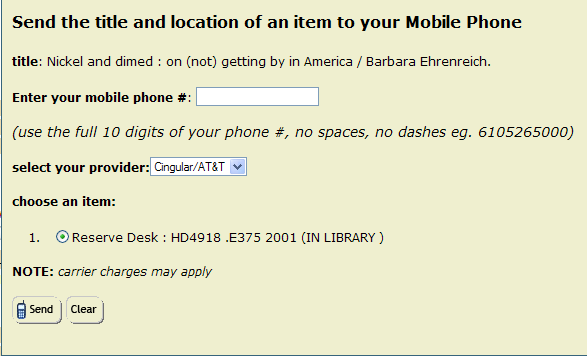 Send the title and location of an item to your Mobile Phone
title: Nickel and dimed : on (not) getting by in America / Barbara Ehrenreich.
Enter your mobile phone #:
(use the full 10 digits of your phone #, no spaces, no dashes eg. 6105265000)
select your provider: Cingular/AT&T
choose an item:
1. Reserve Desk : HD4918 .E375 2001 (IN LIBRARY )
NOTE: carrier charges may apply
Send Clear